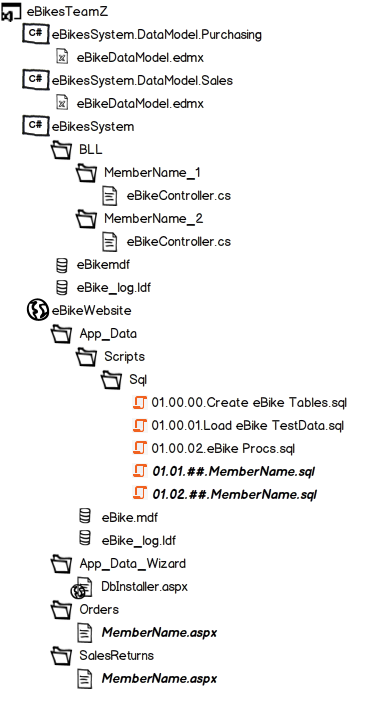 eBikesTeamZ
C# eBikesSystem.DataModel.Purchasing
eBikeDataModel.edmx
C# eBikesSystem.DataModel.Sales
eBikeDataModel.edmx
C# eBikesSystem
BLL
MemberName_1
eBikeController.cs
MemberName_2
eBikeController.cs
eBikemdf
eBike_log.ldf
eBikeWebsite
App_Data
Scripts
Sql
01.00.00.Create eBike Tables.sql
01.00.01.Load eBike TestData.sql
01.00.02.eBike Procs.sql
01.01.##.MemberName.sql
01.02.##.MemberName.sql
eBike.mdf
eBike_log.ldf
App_Data_Wizard
DbInstaller.aspx
Orders
MemberName.aspx
SalesReturns
MemberName.aspx